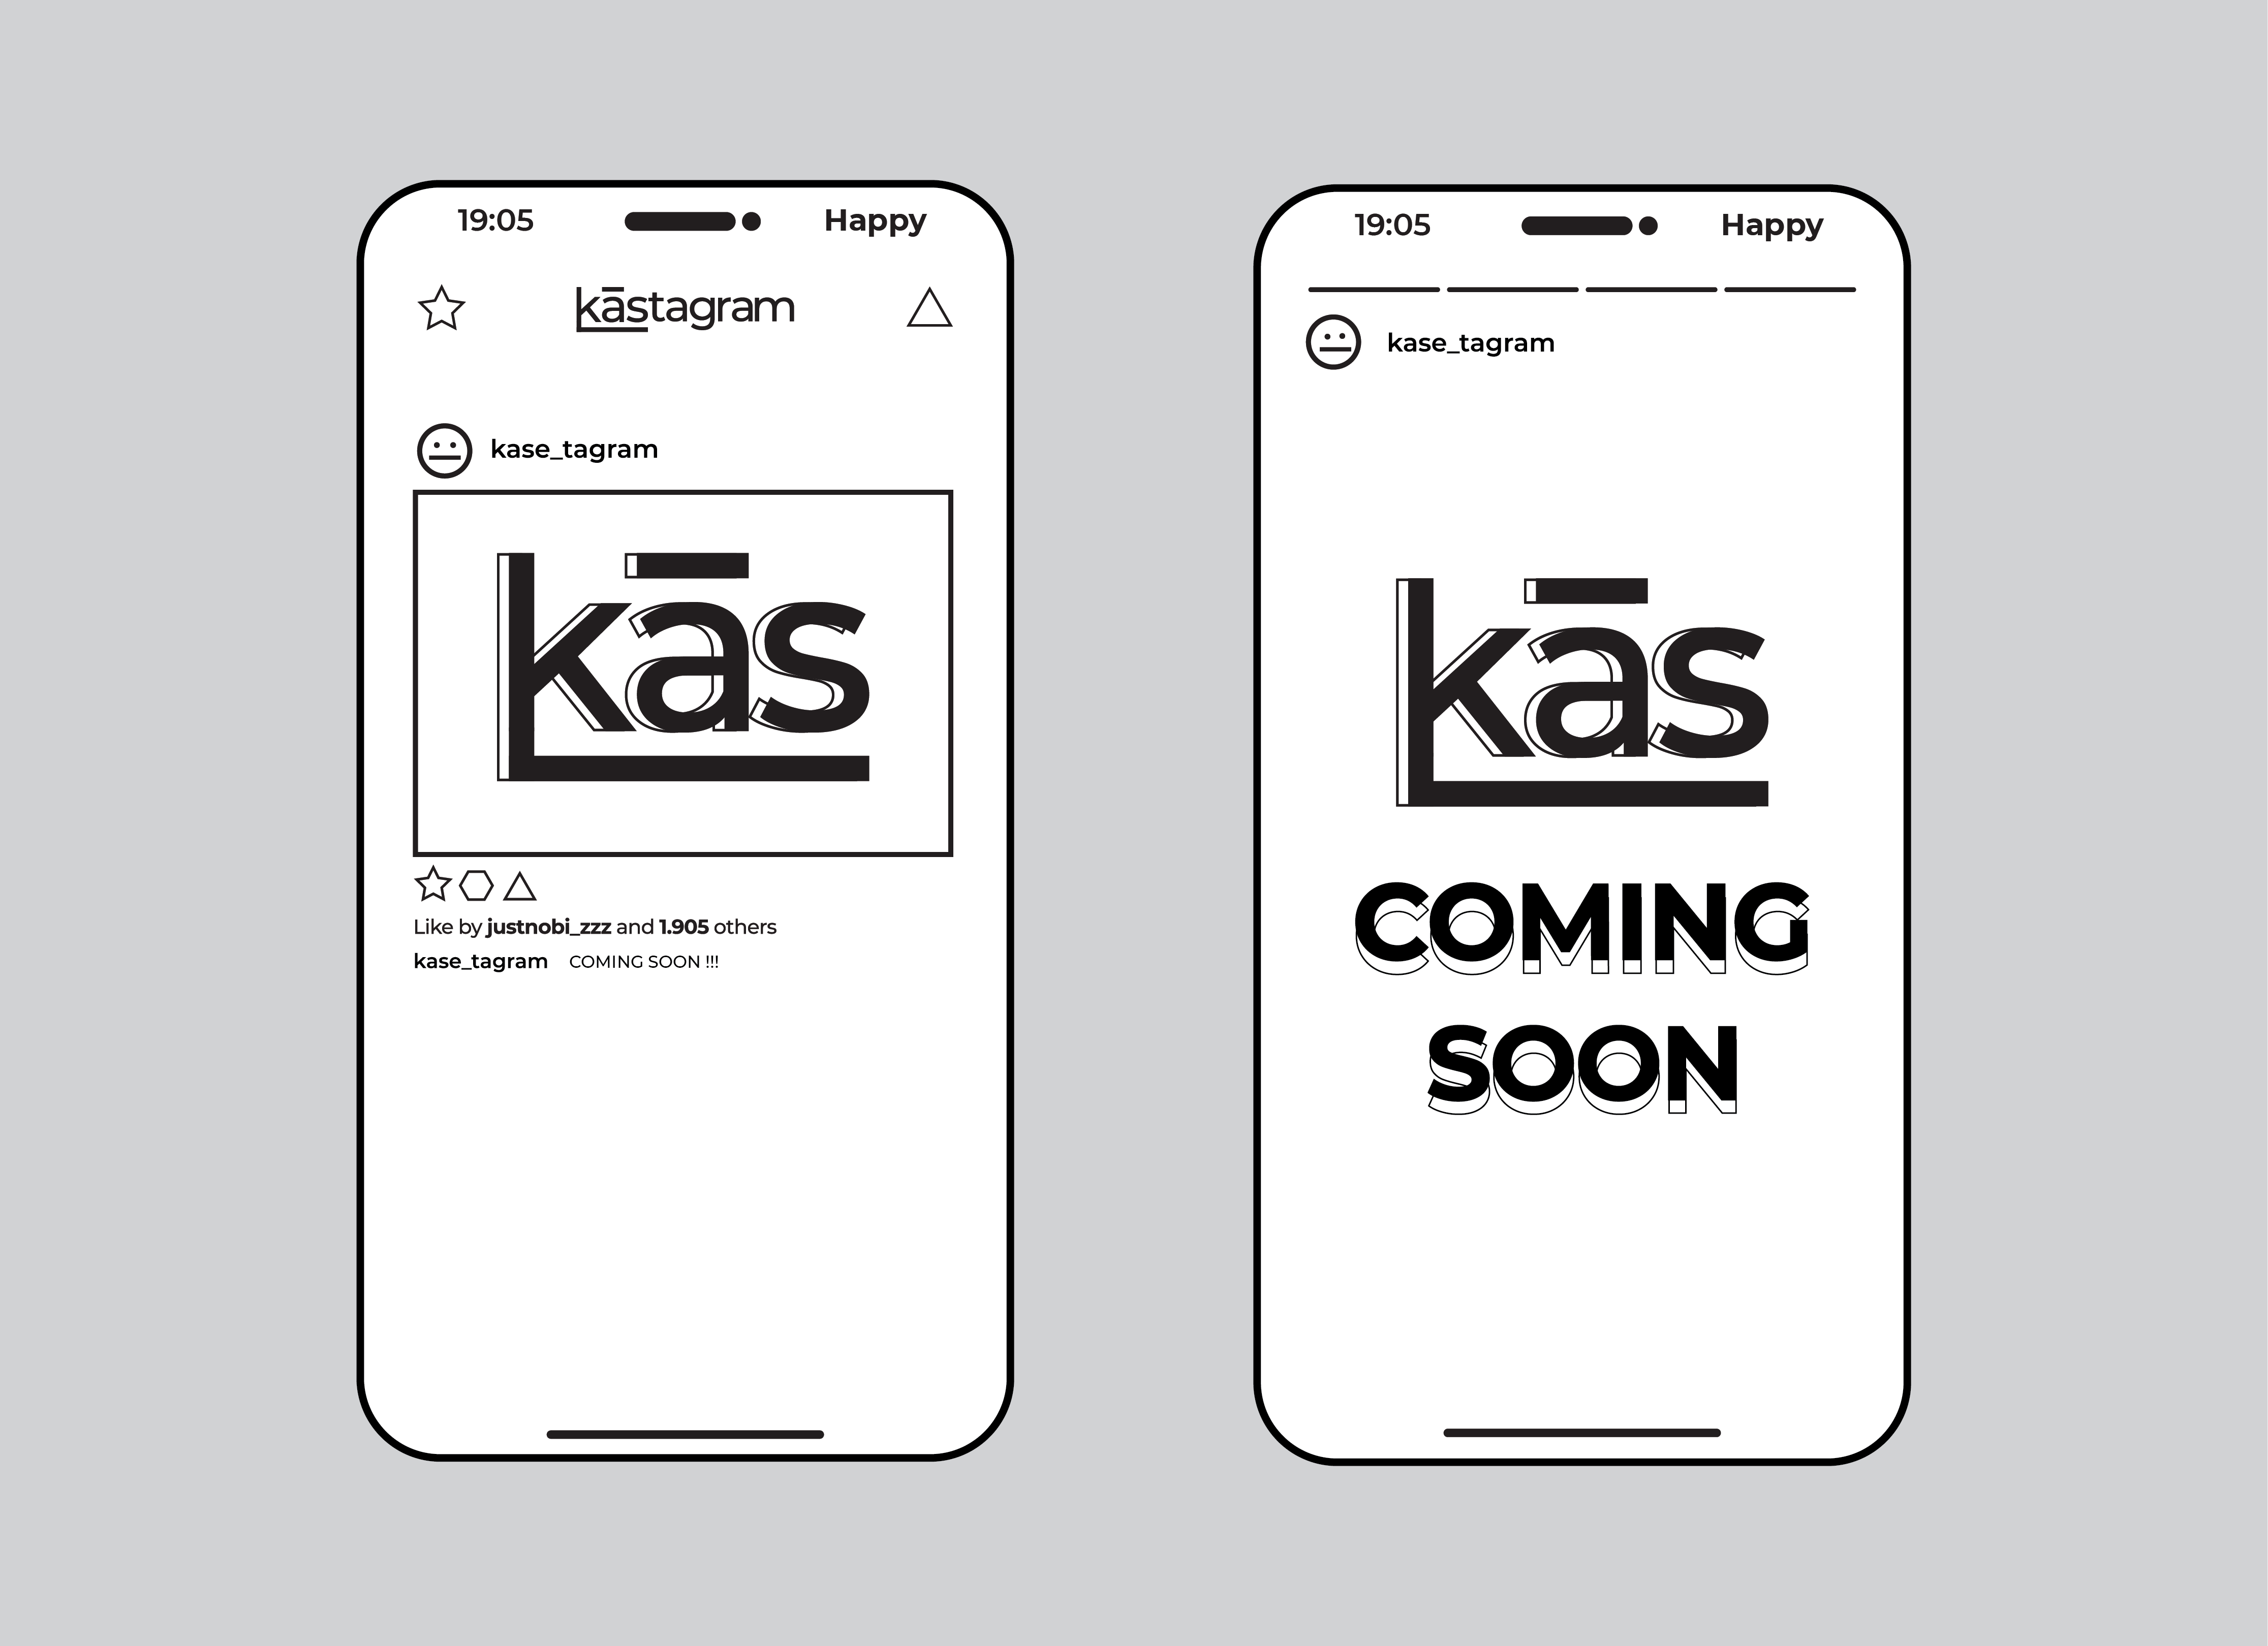 19:05 Happy
kāstagram
kase_tagram
kās
Like by justnobi_zzz and 1.905 others
kase_tagram COMING SOON !!!
19:05 Happy
kase_tagram
kās
COMING
SOON